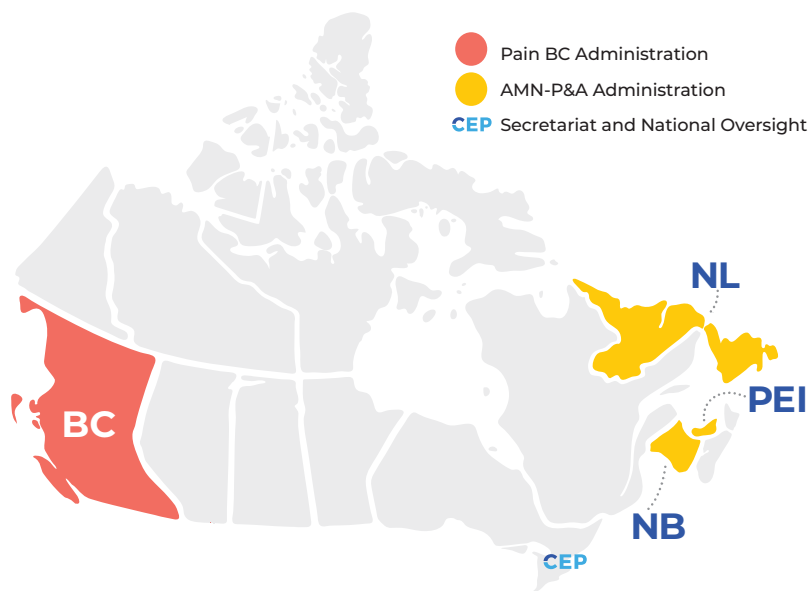 Pain BC Administration
AMN-P&A Administration
CEP Secretariat and National Oversight
NL
PEI
BC
NB
CEP